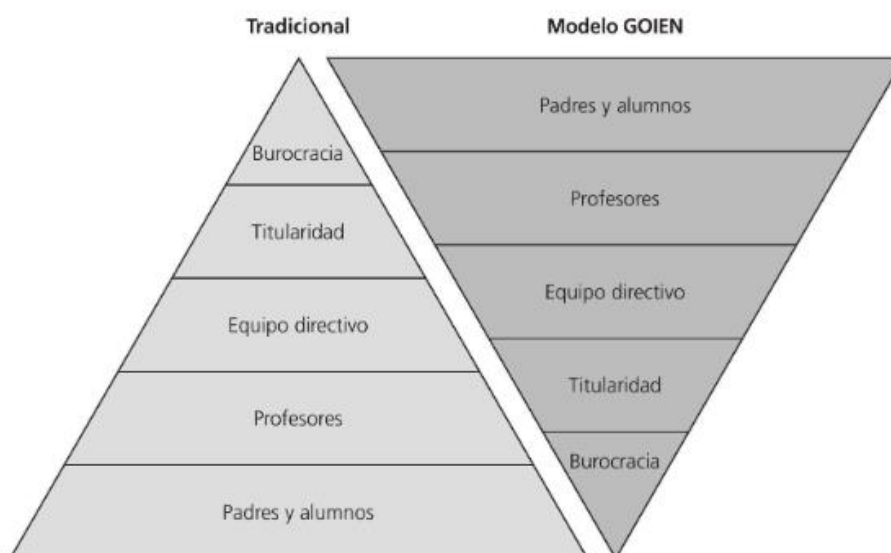 Tradicional
Burocracia
Titularidad
Equipo directivo
Profesores
Padres y alumnos
Modelo GOIEN
Padres y alumnos
Profesores
Equipo directivo
Titularidad
Burocracia